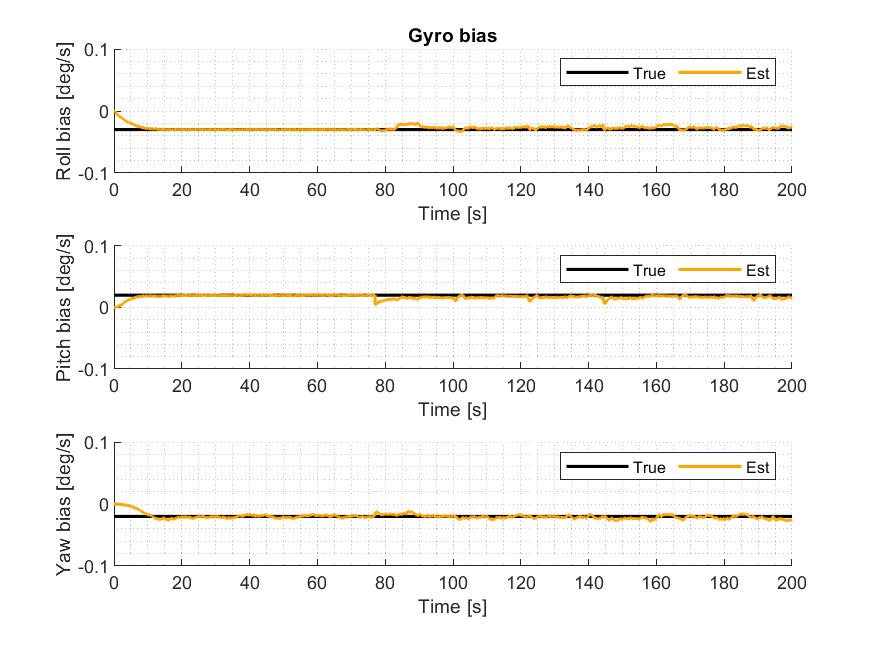 Gyro bias
0.1
0
-0.1
Roll bias [deg/s]
True Est
0 20 40 60 80 100 120 140 160 180 200
Time [s]
0.1
0
-0.1
Pitch bias [deg/s]
True Est
0 20 40 60 80 100 120 140 160 180 200
Time [s]
0.1
0
-0.1
Yaw bias [deg/s]
True Est
0 20 40 60 80 100 120 140 160 180 200
Time [s]